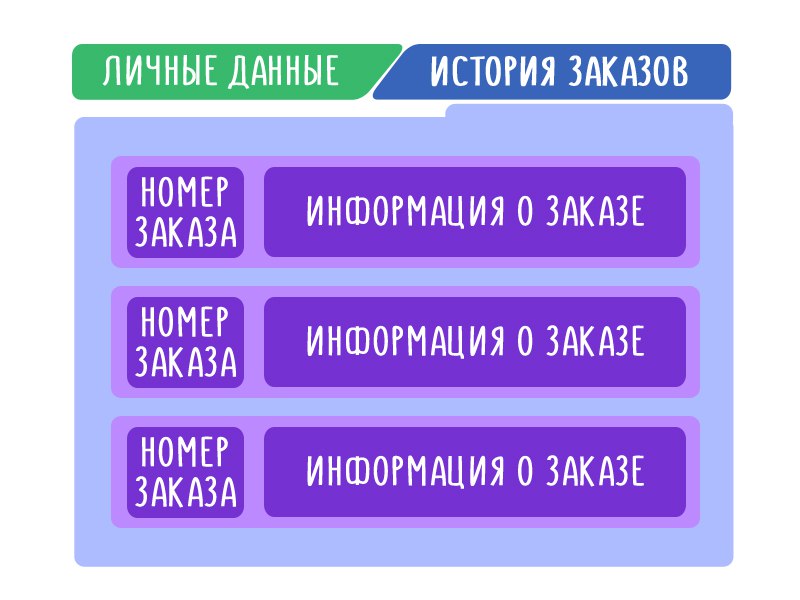 ЛИЧНЫЕ ДАННЫЕ
ИСТОРИЯ ЗАКАЗОВ
НОМЕР
ЗАКАЗА
ИНФОРМАЦИЯ О ЗАКАЗЕ
НОМЕР
ЗАКАЗА
ИНФОРМАЦИЯ О ЗАКАЗЕ
НОМЕР
ЗАКАЗА
ИНФОРМАЦИЯ О ЗАКАЗЕ